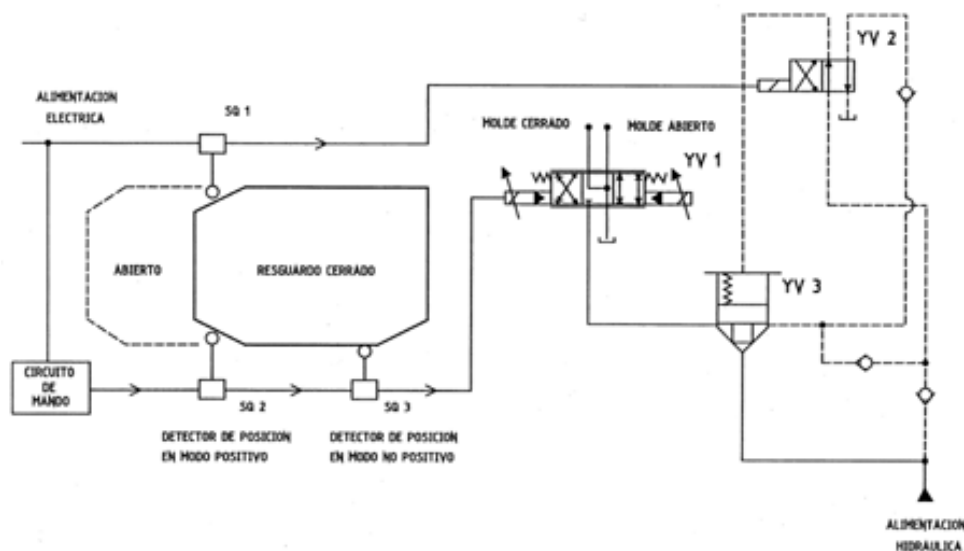 YV 2
ALIMENTACION
ELECTRICA
SQ 1
MOLDE CERRADO
MOLDE ABIERTO
YV 1
ABIERTO
RESGUARDO CERRADO
YV 3
CIRCUITO
DE
MANDO
SQ 2
SQ 3
DETECTOR DE POSICION
EN MODO POSITIVO
DETECTOR DE POSICION
EN MODO NO POSITIVO
ALIMENTACION
HIDRAULICA